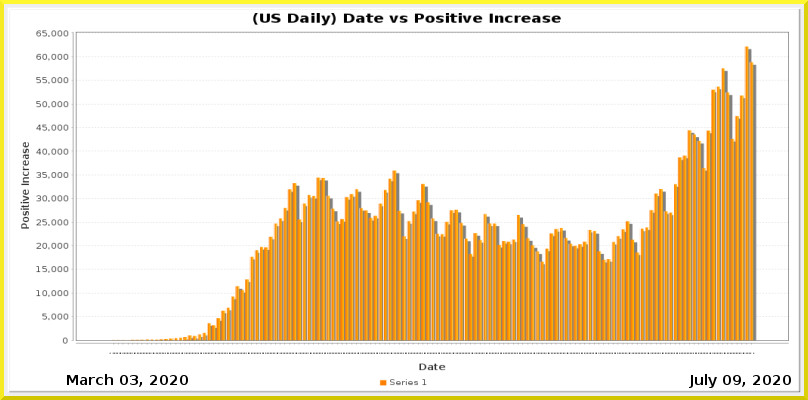 (US Daily) Date vs Positive Increase
65,000
60,000
55,000
50,000
45,000
40,000
35,000
30,000
25,000
20,000
15,000
10,000
5,000
0
Positive Increase
Date
March 03, 2020
Series 1
July 09, 2020